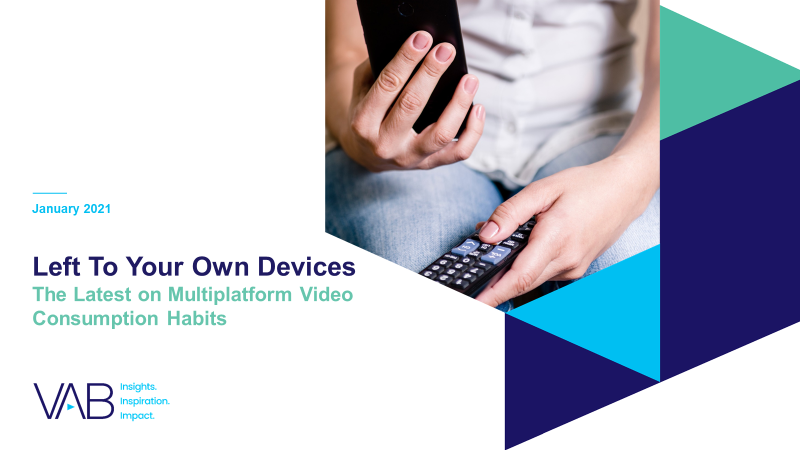 January 2021
Left To Your Own Devices
The Latest on Multiplatform Video
Consumption Habits
VAB
Insights.
Inspiration.
Impact.